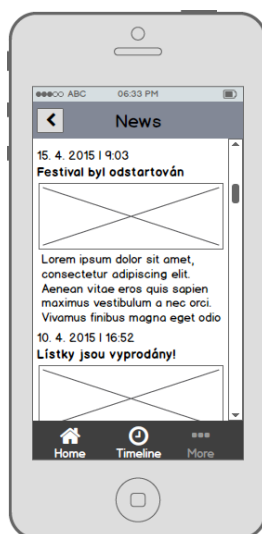 ABC 06:33 PM
News
15. 4. 2015 | 9:03
Festival byl odstartován
Lorem ipsum dolor sit amet,
consectetur adipiscing elit.
Aenean vitae eros quis sapien
maximus vestibulum a nec orci.
Vivamus finibus magna eget odio
10. 4. 2015 | 16:52
Lístky jsou vyprodány!
Home Timeline More